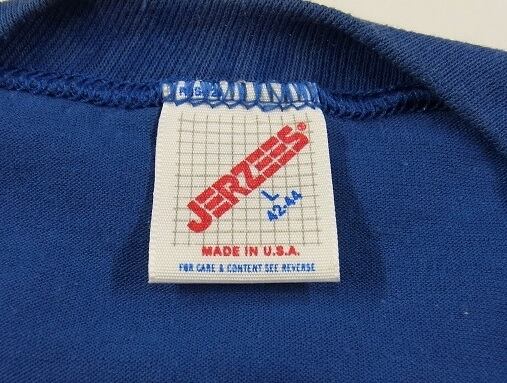 JERZEES®
L
42-44
MADE IN U.S.A.
FOR CARE & CONTENT SEE REVERSE